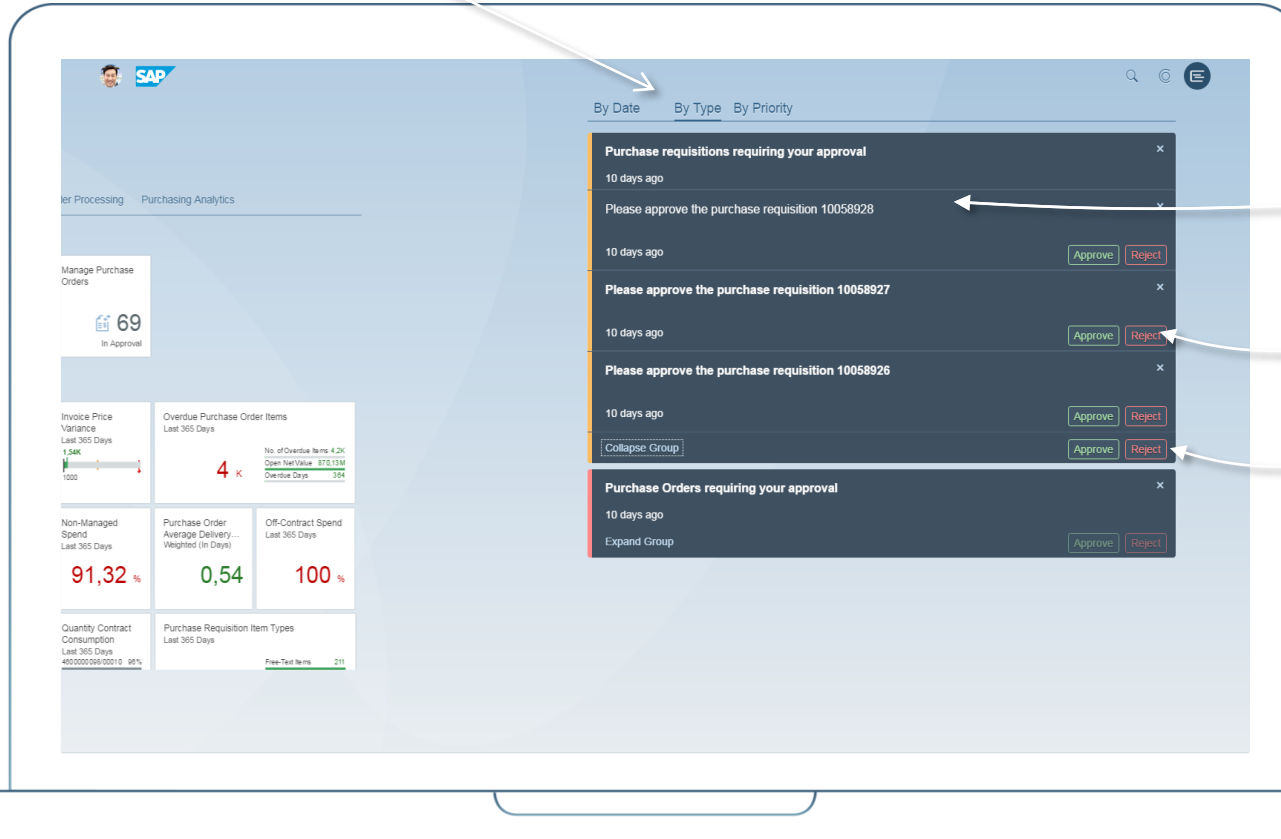 SAP
By Date By Type By Priority
Purchase requisitions requiring your approval ×
10 days ago
Please approve the purchase requisition 10058928 ×
10 days ago
Approve Reject
Please approve the purchase requisition 10058927 ×
10 days ago
Approve Reject
Please approve the purchase requisition 10058926 ×
10 days ago
Approve Reject
Collapse Group
Approve Reject
Purchase Orders requiring your approval ×
10 days ago
Expand Group
Approve Reject
er Processing Purchasing Analytics
Manage Purchase
Orders
69
In Approval
Invoice Price
Variance
Last 365 Days
1,54K
1000
Overdue Purchase Order Items
Last 365 Days
4 K
No. of Overdue Items 4,2K
Open Net Value 870,13M
Overdue Days 364
Non-Managed
Spend
Last 365 Days
91,32 %
Purchase Order
Average Delivery...
Weighted (In Days)
0,54
Off-Contract Spend
Last 365 Days
100 %
Quantity Contract
Consumption
Last 365 Days
4600000098/00010 96%
Purchase Requisition Item Types
Last 365 Days
Free-Text Items 211